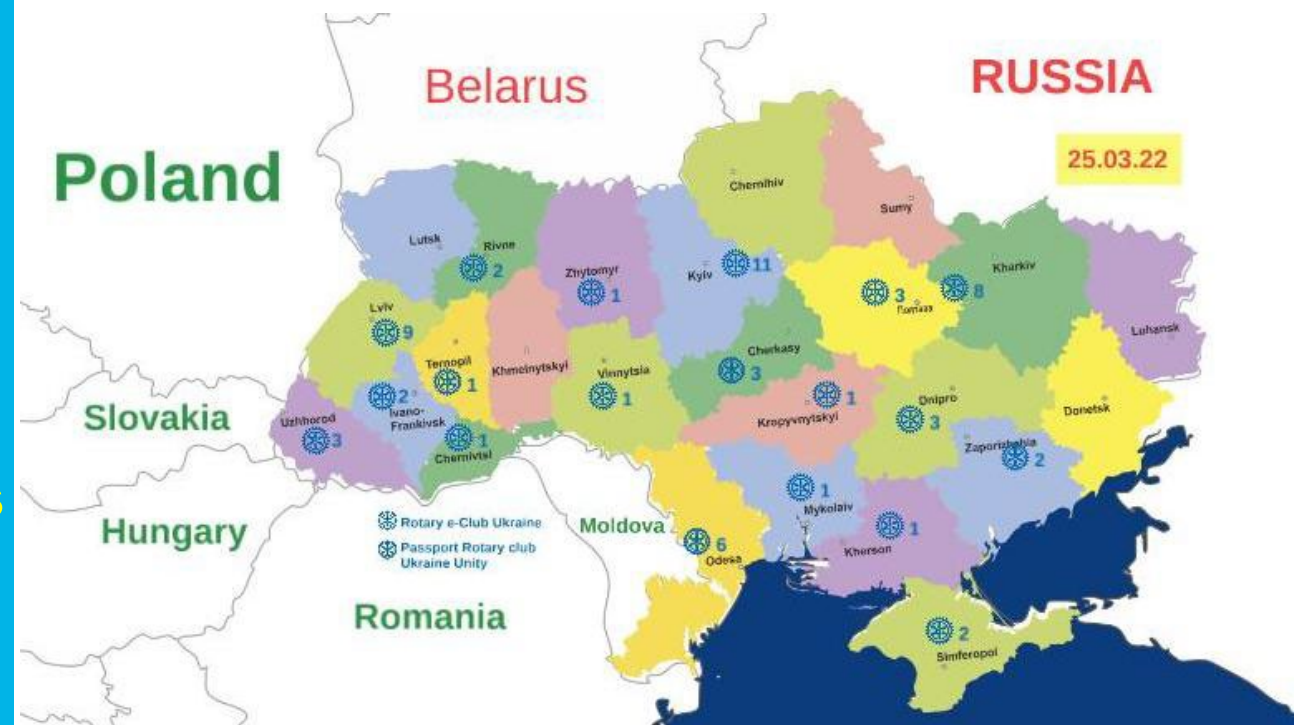 Belarus
RUSSIA
25.03.22
Poland
Chernihiv
Sumy
Lutsk
Rivne
2
Zhytomyr
1
Kyiv
11
3
Kharkiv
8
Luhansk
Lviv
9
Ternopil
1
Khmelnytskyi
Vinnytsia
1
Cherkasy
3
Kropyvnytskyi
1
Dnipro
3
Donetsk
Slovakia
Uzhhorod
3
2
Ivano-
Frankivsk
1
Chernivtsi
Zaporizhzhia
2
Hungary
Rotary e-Club Ukraine
Passport Rotary club
Ukraine Unity
Moldova
6
Odesa
1
Mykolaiv
Kherson
1
Romania
2
Simferopol